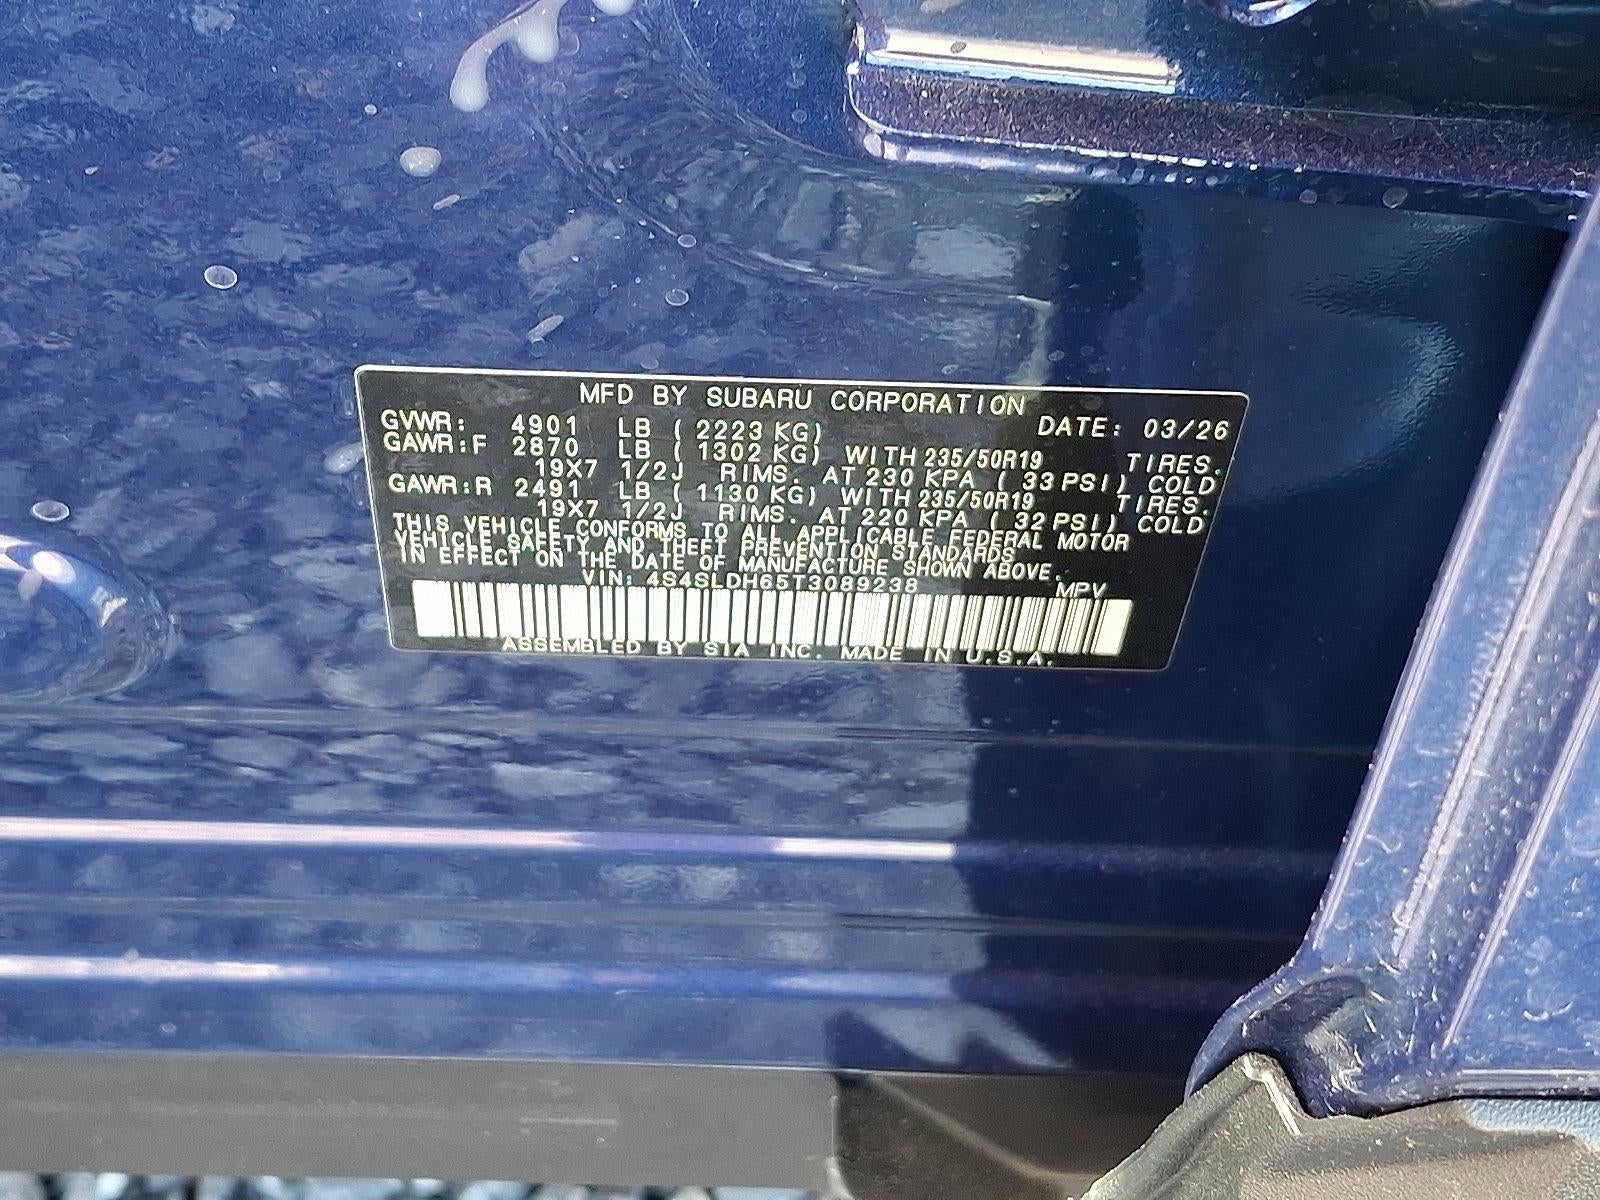 MFD BY SUBARU CORPORATION
GVWR: 4901 LB ( 2223 KG) DATE: 03/26
GAWR:F 2870 LB ( 1302 KG) WITH 235/50R19 TIRES.
19X7 1/2J RIMS. AT 230 KPA ( 33 PSI) COLD
GAWR:R 2491 LB ( 1130 KG) WITH 235/50R19 TIRES.
19X7 1/2J RIMS. AT 220 KPA ( 32 PSI) COLD
THIS VEHICLE CONFORMS TO ALL APPLICABLE FEDERAL MOTOR
VEHICLE SAFETY AND THEFT PREVENTION STANDARDS
IN EFFECT ON THE DATE OF MANUFACTURE SHOWN ABOVE.
VIN: 4S4SLDH65T3089238 MPV
ASSEMBLED BY SIA INC. MADE IN U.S.A.